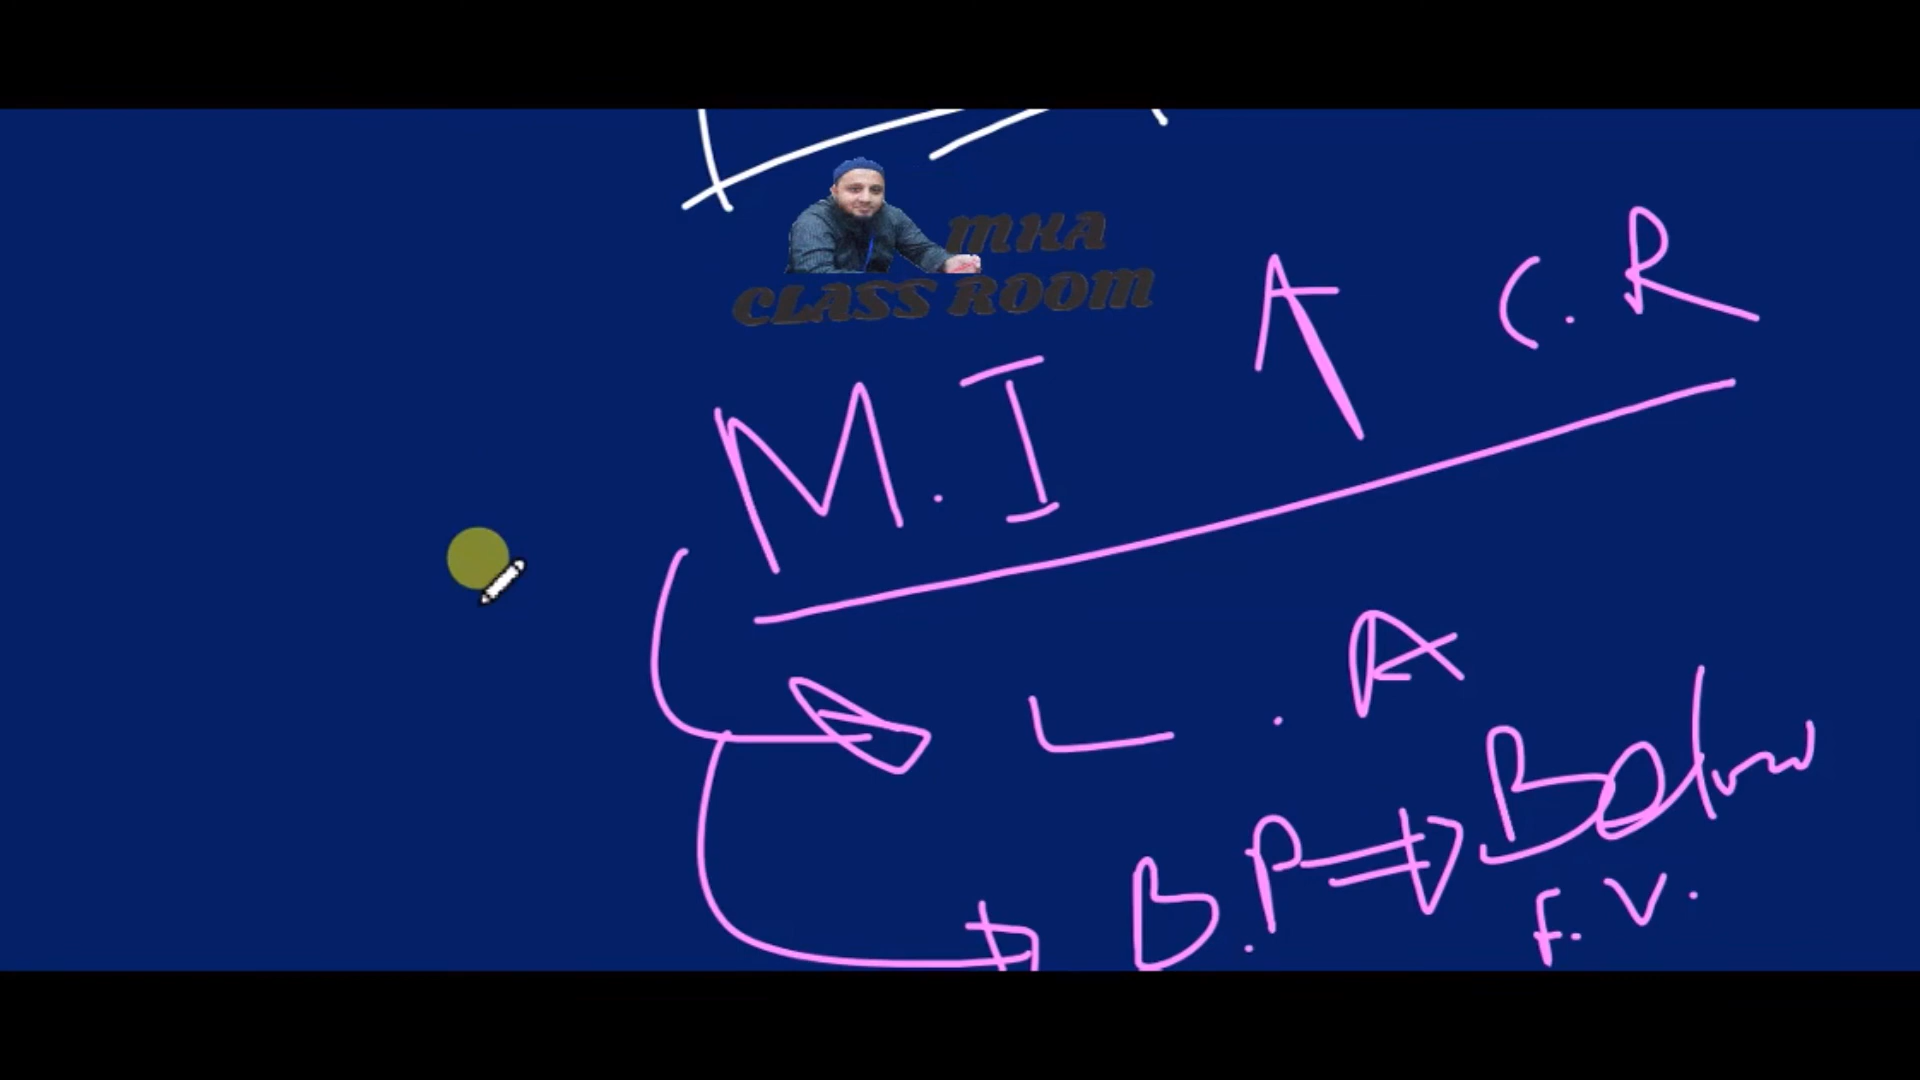 MHA
CLASS ROOM
M.I A C.R
L.A
B.P ⇒ Below
F.V.